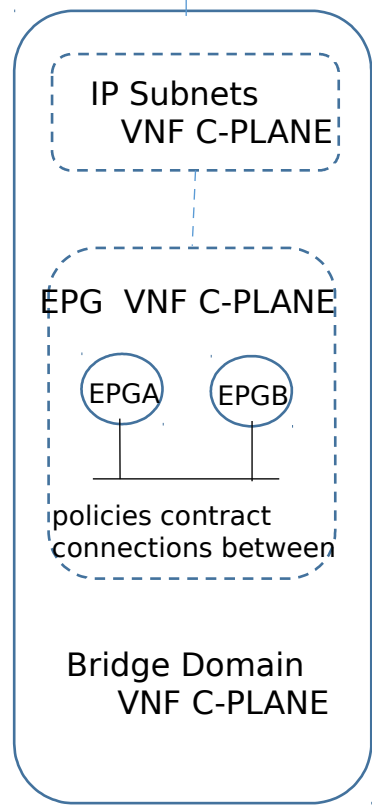 IP Subnets
VNF C-PLANE
EPG VNF C-PLANE
EPGA
EPGB
policies contract
connections between
Bridge Domain
VNF C-PLANE